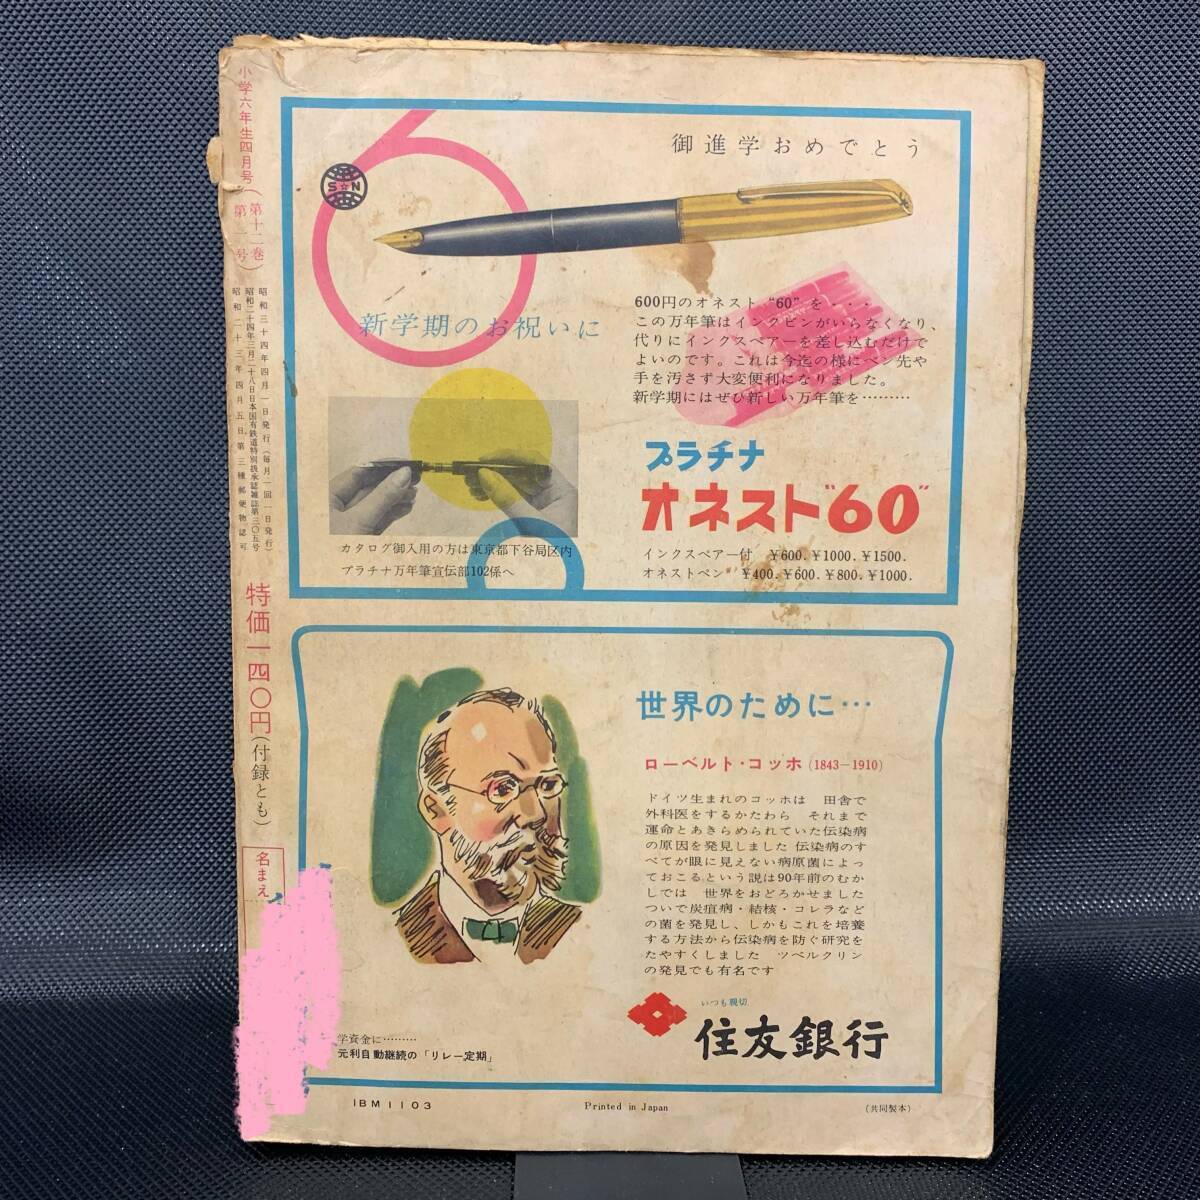 小学六年生四月号(第十二巻第一号)
昭和三十四年四月一日発行(毎月一回一日発行)
昭和二十四年三月二十八日日本国有鉄道特別扱承認雑誌第三〇五号
昭和二十三年四月五日第三種郵便物認可
特価一四〇円(付録とも)
名まえ
S☆N
御進学おめでとう
新学期のお祝いに
600円のオネスト“60”を・・・
この万年筆はインクビンがいらなくなり、
代りにインクスペアーを差し込むだけで
よいのです。これは今迄の様にペン先や
手を汚さず大変便利になりました。
新学期にはぜひ新しい万年筆を………
プラチナ
オネスト“60”
インクスペアー付 ¥600. ¥1000. ¥1500.
オネストペン ¥400. ¥600. ¥800. ¥1000.
カタログ御入用の方は東京都下谷局区内
プラチナ万年筆宣伝部102係へ
世界のために…
ローベルト・コッホ (1843―1910)
ドイツ生まれのコッホは 田舎で
外科医をするかたわら それまで
運命とあきらめられていた伝染病
の原因を発見しました 伝染病のす
べてが眼に見えない病原菌によっ
ておこるという説は90年前のむか
しでは 世界をおどろかせました
ついで炭疽病・結核・コレラなど
の菌を発見し、しかもこれを培養
する方法から伝染病を防ぐ研究を
たやすくしました ツベルクリン
の発見でも有名です
いつも親切
住友銀行
学資金に………
元利自動継続の「リレー定期」
IBM1103
Printed in Japan
(共同製本)